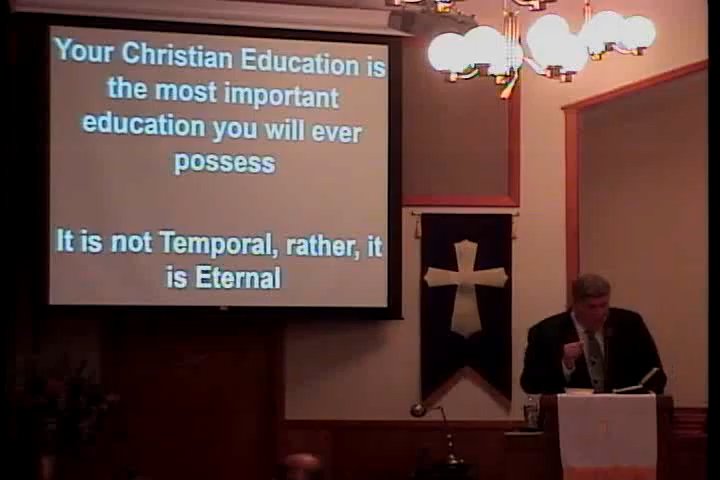 Your Christian Education is
the most important
education you will ever
possess
It is not Temporal, rather, it
is Eternal